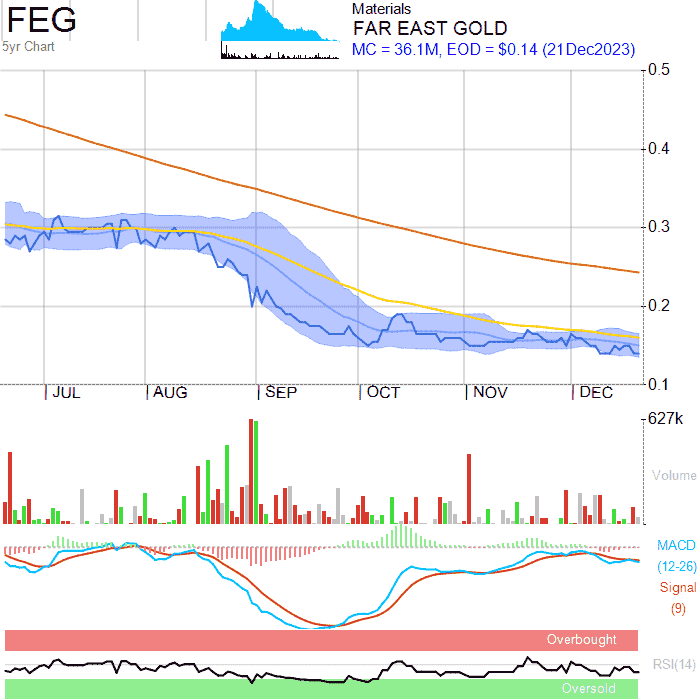 FEG
5yr Chart
Materials
FAR EAST GOLD
MC = 36.1M, EOD = $0.14 (21Dec2023)
0.5
0.4
0.3
0.2
0.1
JUL AUG SEP OCT NOV DEC
627k
Volume
MACD
(12-26)
Signal
(9)
Overbought
RSI(14)
Oversold